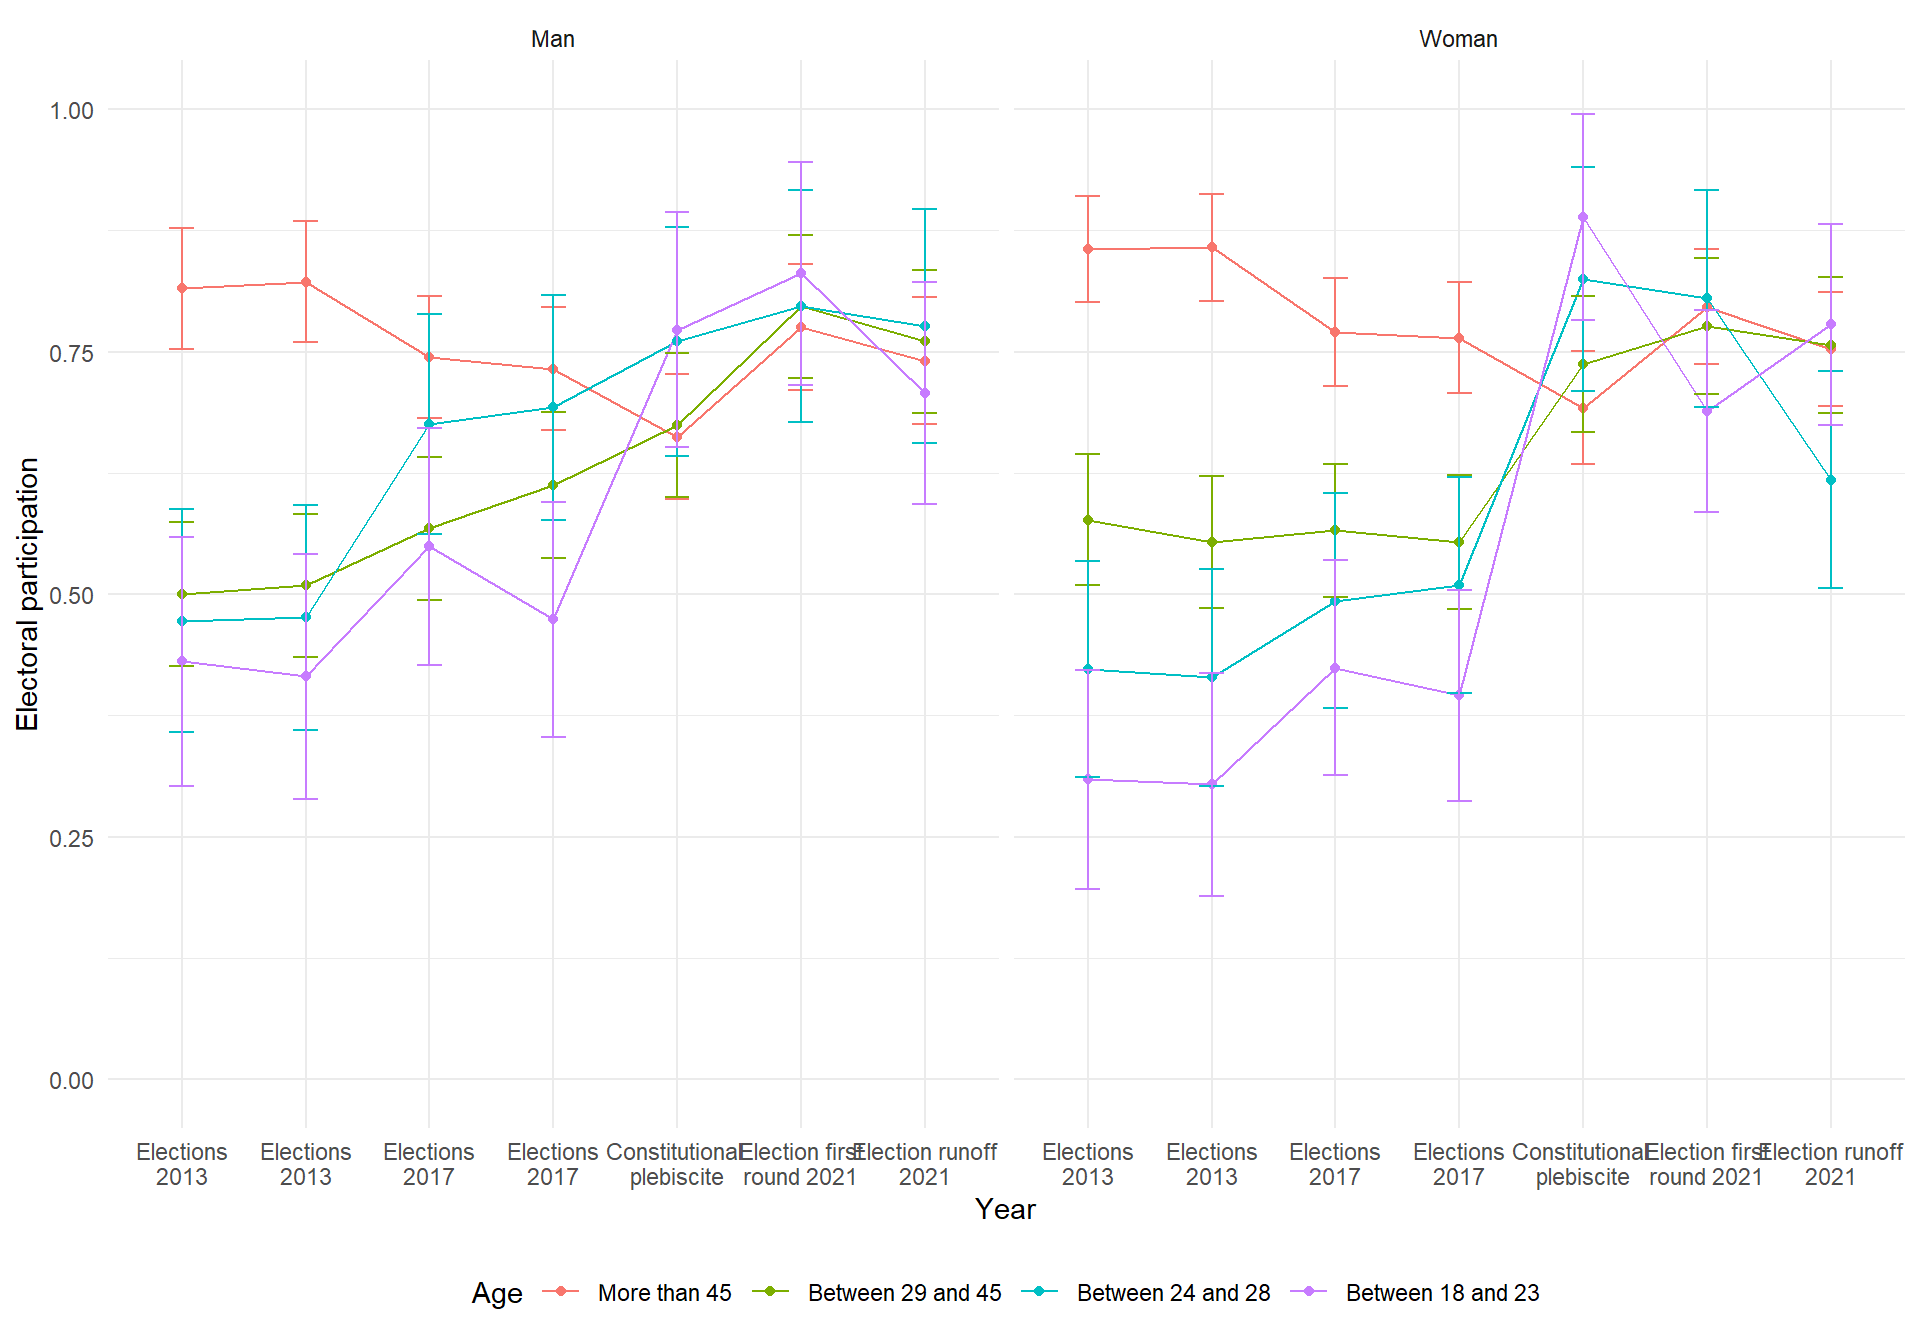 Man
Woman
1.00
0.75
0.50
0.25
0.00
Electoral participation
Elections
2013
Elections
2013
Elections
2017
Elections
2017
Constitutional
plebiscite
Election first
round 2021
Election runoff
2021
Elections
2013
Elections
2013
Elections
2017
Elections
2017
Constitutional
plebiscite
Election first
round 2021
Election runoff
2021
Year
Age
More than 45
Between 29 and 45
Between 24 and 28
Between 18 and 23